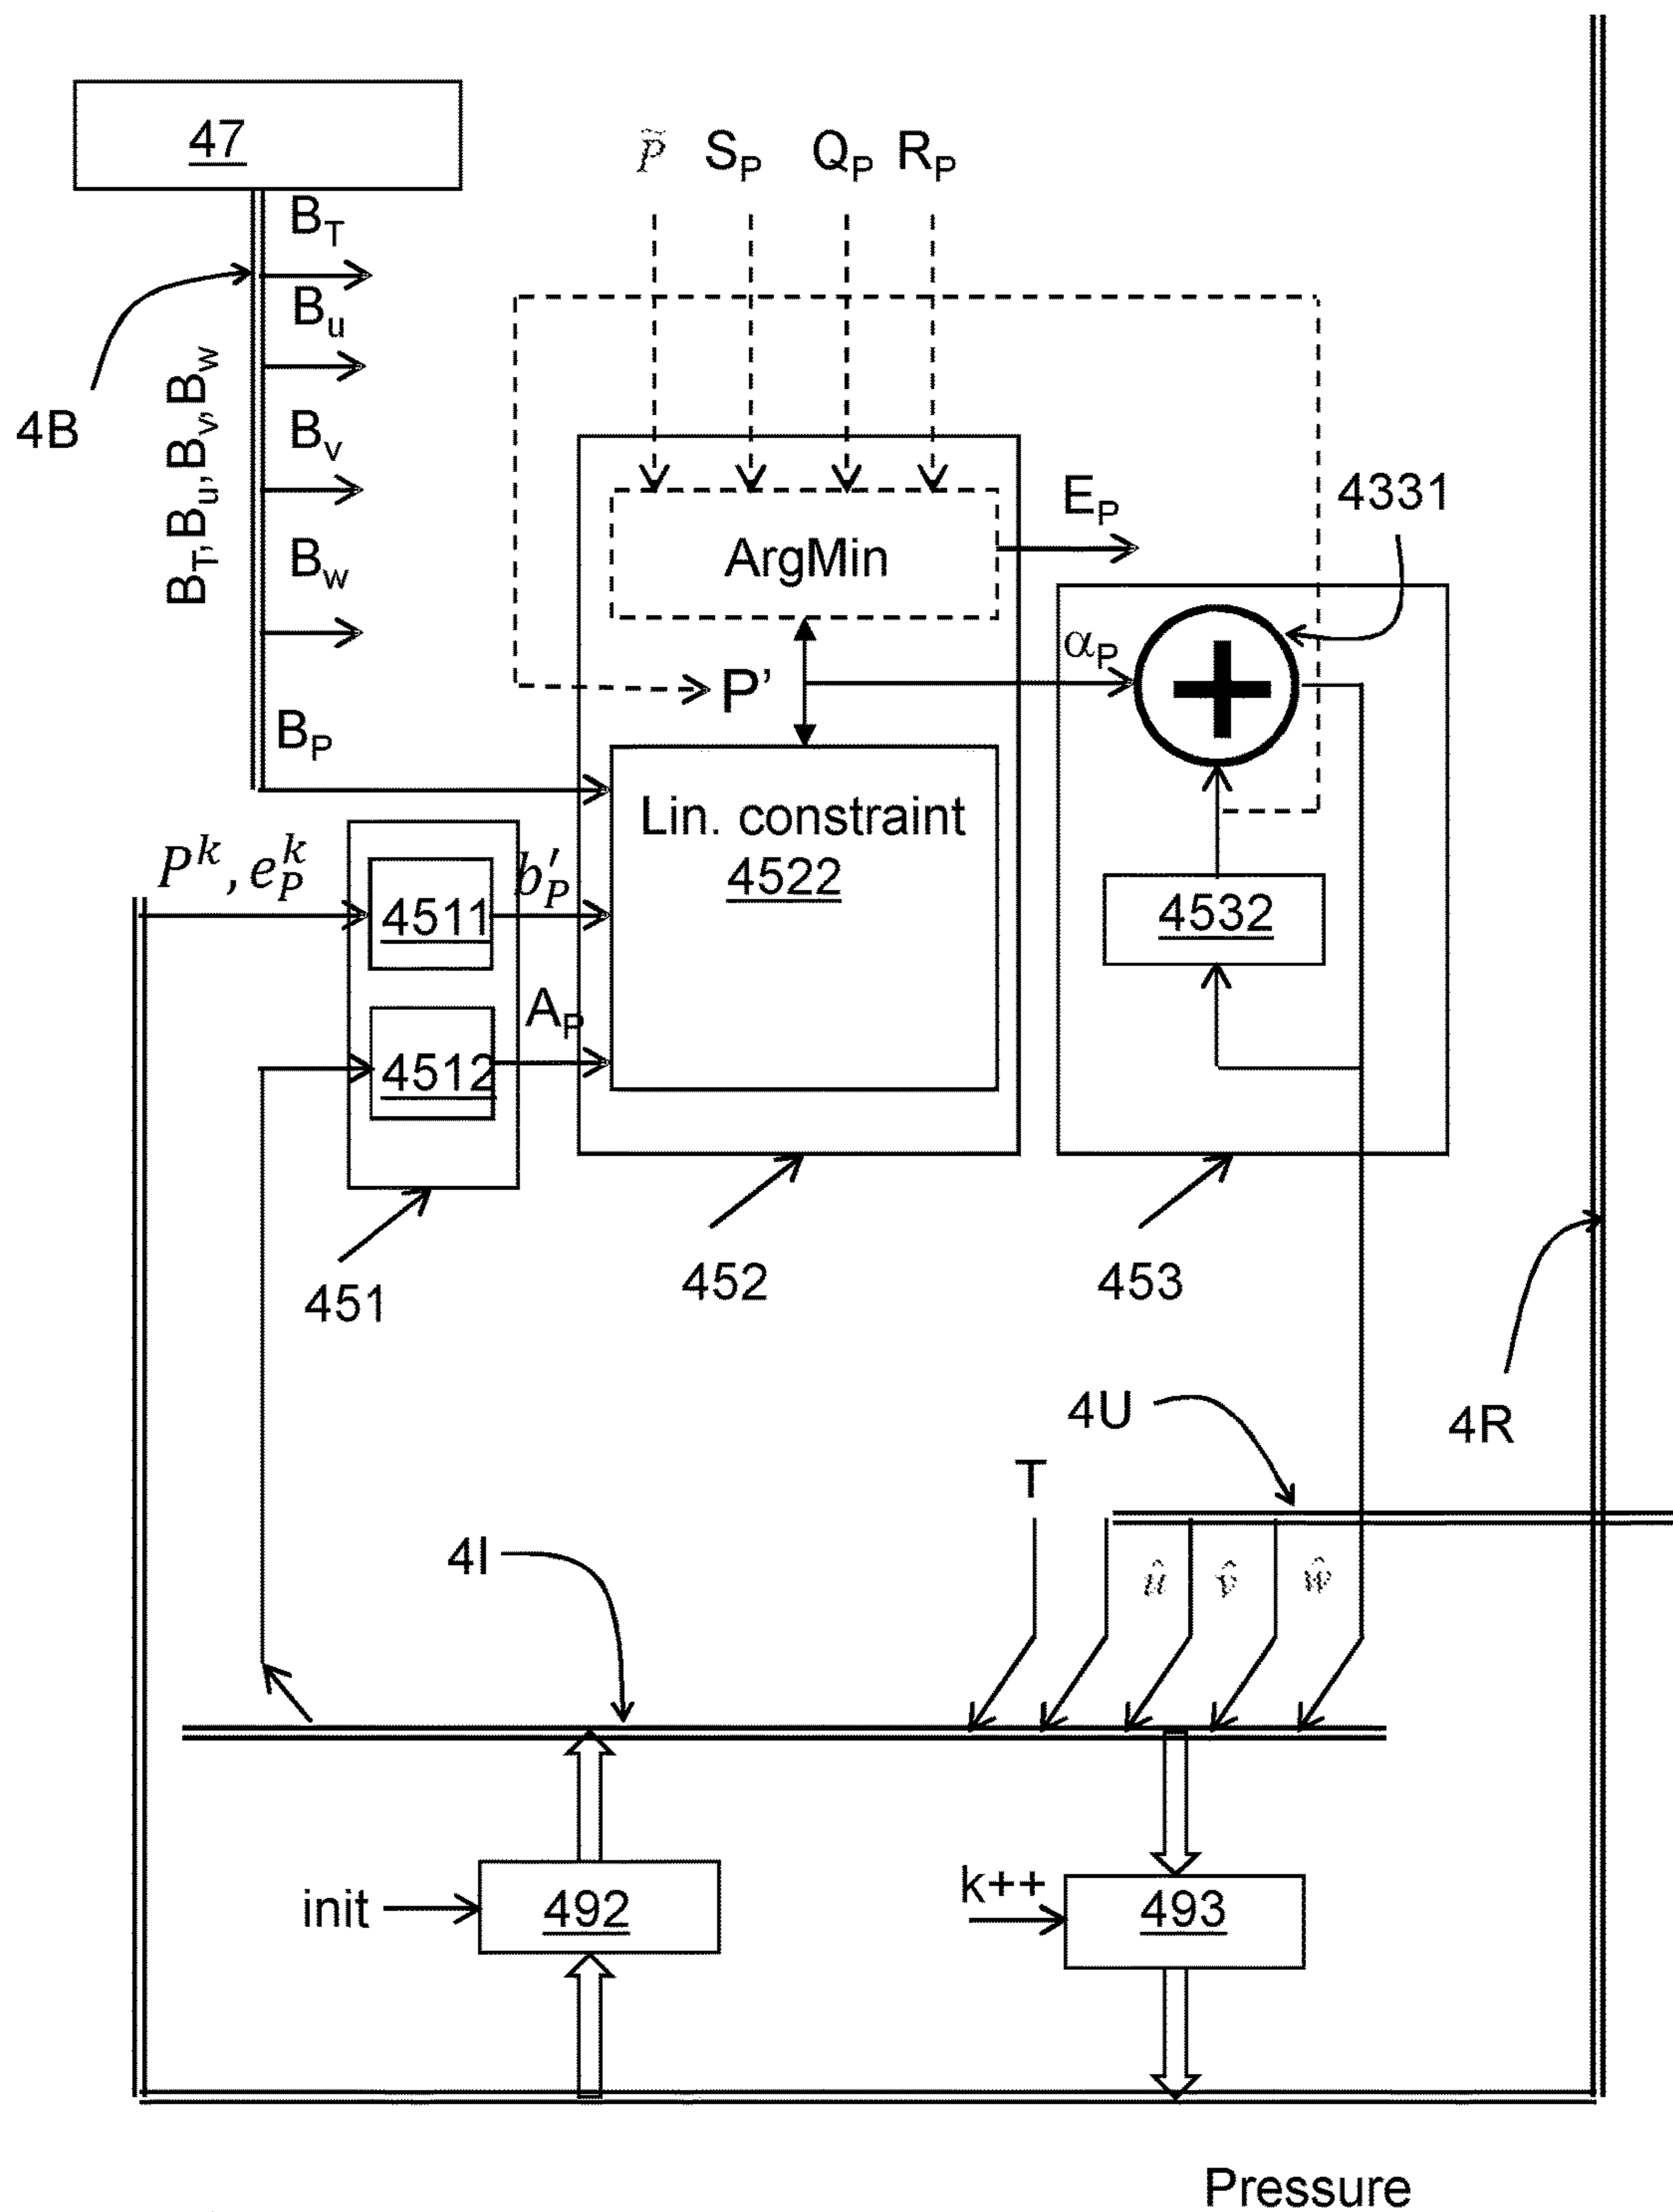 47
p̃ S_P Q_P R_P
B_T
B_u
B_v
B_w
4B
B_T, B_u, B_v, B_w
B_P
ArgMin
E_P
4331
α_P
P’
Lin. constraint
4522
P^k, e_P^k
4511
b′_P
4512
A_P
4532
451
452
453
4U
4R
T
4I
û v̂ ŵ
init
492
k++
493
Pressure